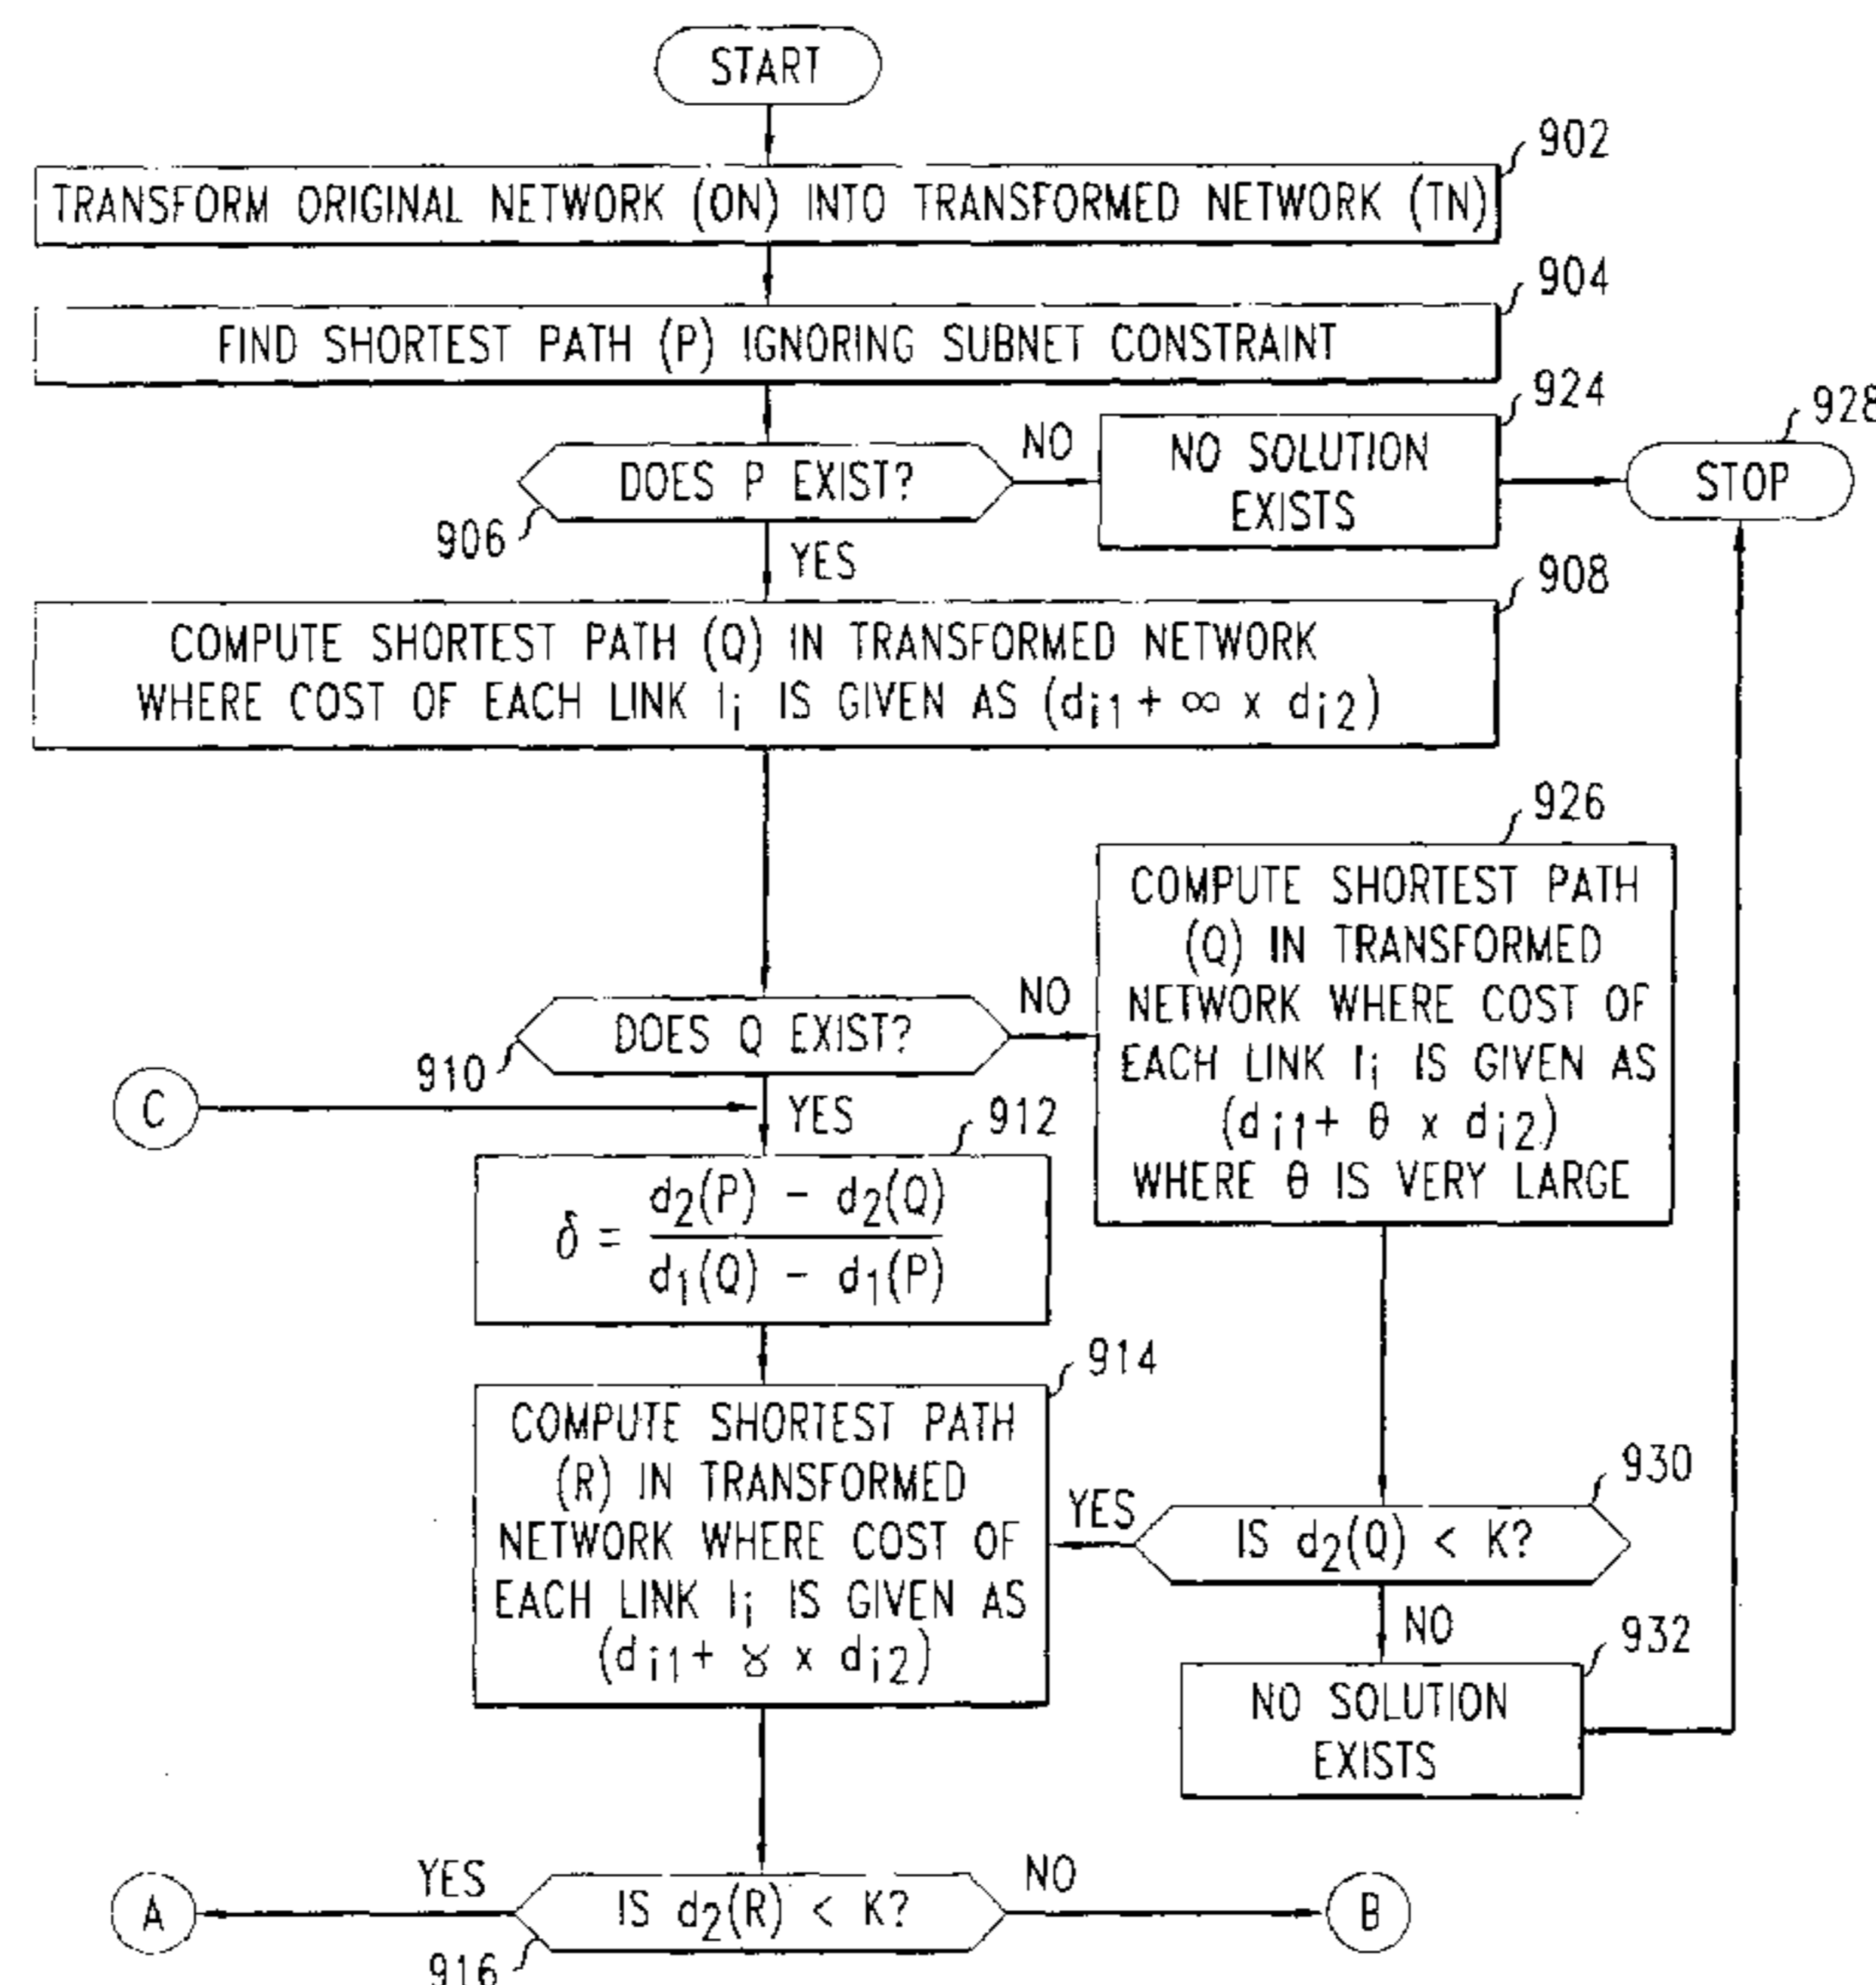 START
902
TRANSFORM ORIGINAL NETWORK (ON) INTO TRANSFORMED NETWORK (TN)
904
FIND SHORTEST PATH (P) IGNORING SUBNET CONSTRAINT
924
928
DOES P EXIST?
NO
NO SOLUTION
EXISTS
STOP
906
YES
908
COMPUTE SHORTEST PATH (Q) IN TRANSFORMED NETWORK
WHERE COST OF EACH LINK lᵢ IS GIVEN AS (dᵢ₁ + ∞ x dᵢ₂)
926
COMPUTE SHORTEST PATH
(Q) IN TRANSFORMED
NETWORK WHERE COST OF
EACH LINK lᵢ IS GIVEN AS
(dᵢ₁ + θ x dᵢ₂)
WHERE θ IS VERY LARGE
DOES Q EXIST?
NO
910
C
YES
912
δ = d₂(P) - d₂(Q)
d₁(Q) - d₁(P)
914
COMPUTE SHORTEST PATH
(R) IN TRANSFORMED
NETWORK WHERE COST OF
EACH LINK lᵢ IS GIVEN AS
(dᵢ₁ + ४ x dᵢ₂)
930
YES
IS d₂(Q) < K?
NO
932
NO SOLUTION
EXISTS
A
YES
IS d₂(R) < K?
NO
B
916